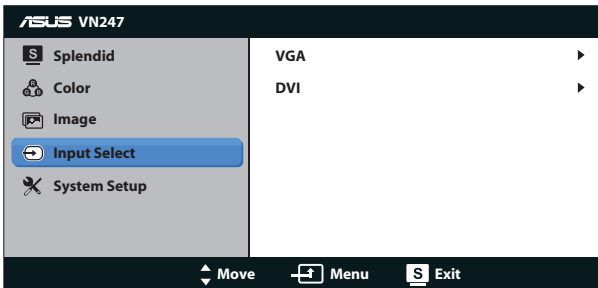 ASUS VN247
S Splendid
Color
Image
Input Select
System Setup
VGA
DVI
Move Menu S Exit